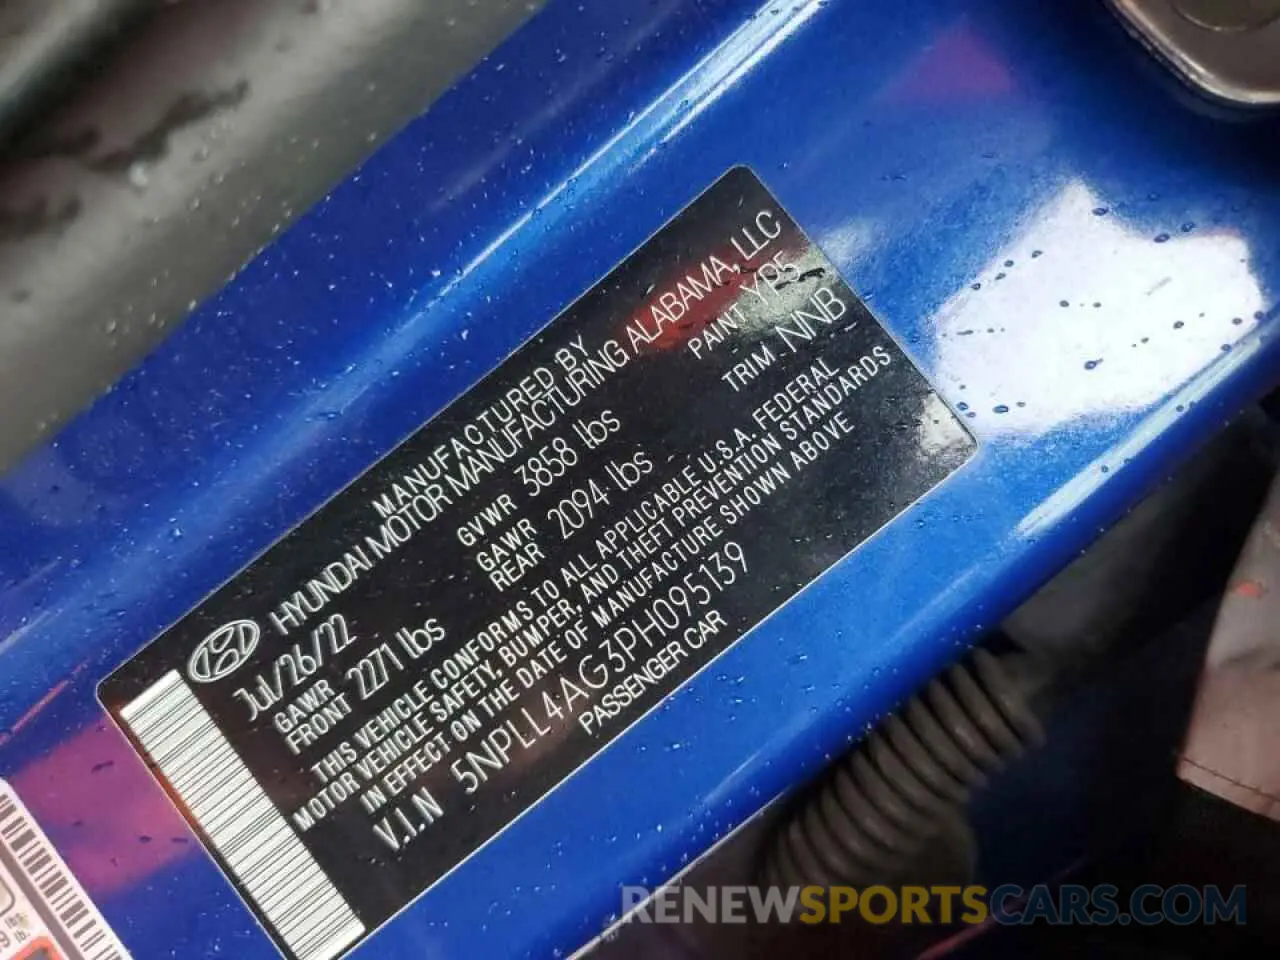 MANUFACTURED BY
HYUNDAI MOTOR MANUFACTURING ALABAMA, LLC
Jul/26/22
GVWR 3858 lbs
PAINT YP5
GAWR FRONT 2271 lbs
GAWR REAR 2094 lbs
TRIM NNB
THIS VEHICLE CONFORMS TO ALL APPLICABLE U.S.A. FEDERAL
MOTOR VEHICLE SAFETY, BUMPER, AND THEFT PREVENTION STANDARDS
IN EFFECT ON THE DATE OF MANUFACTURE SHOWN ABOVE
V.I.N 5NPLL4AG3PH095139
PASSENGER CAR
RENEWSPORTSCARS.COM